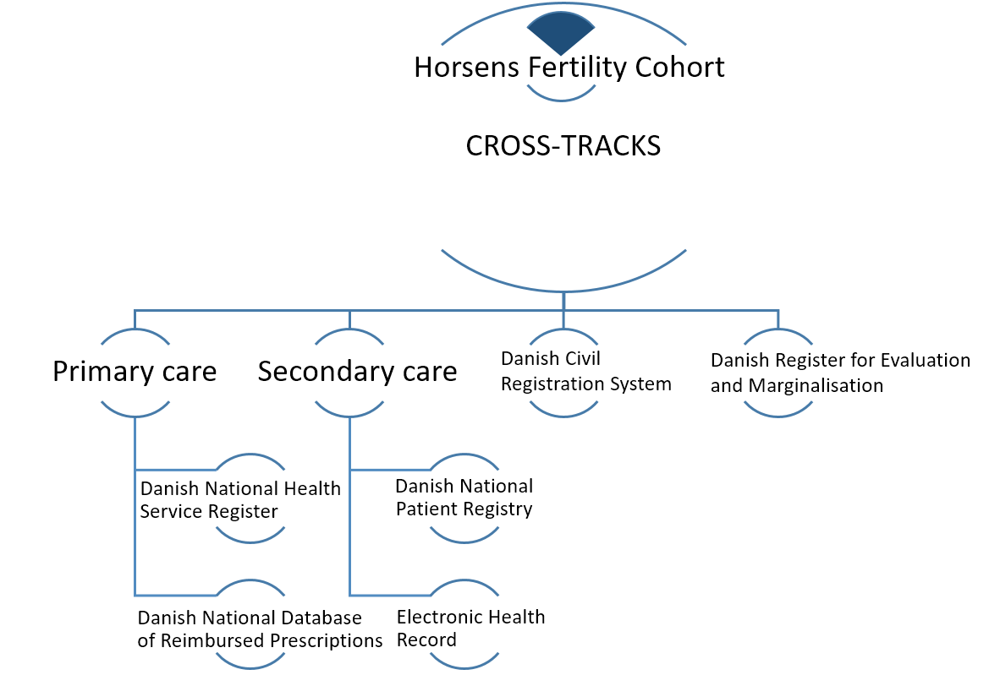 Horsens Fertility Cohort
CROSS-TRACKS
Primary care
Secondary care
Danish Civil
Registration System
Danish Register for Evaluation
and Marginalisation
Danish National Health
Service Register
Danish National
Patient Registry
Danish National Database
of Reimbursed Prescriptions
Electronic Health
Record